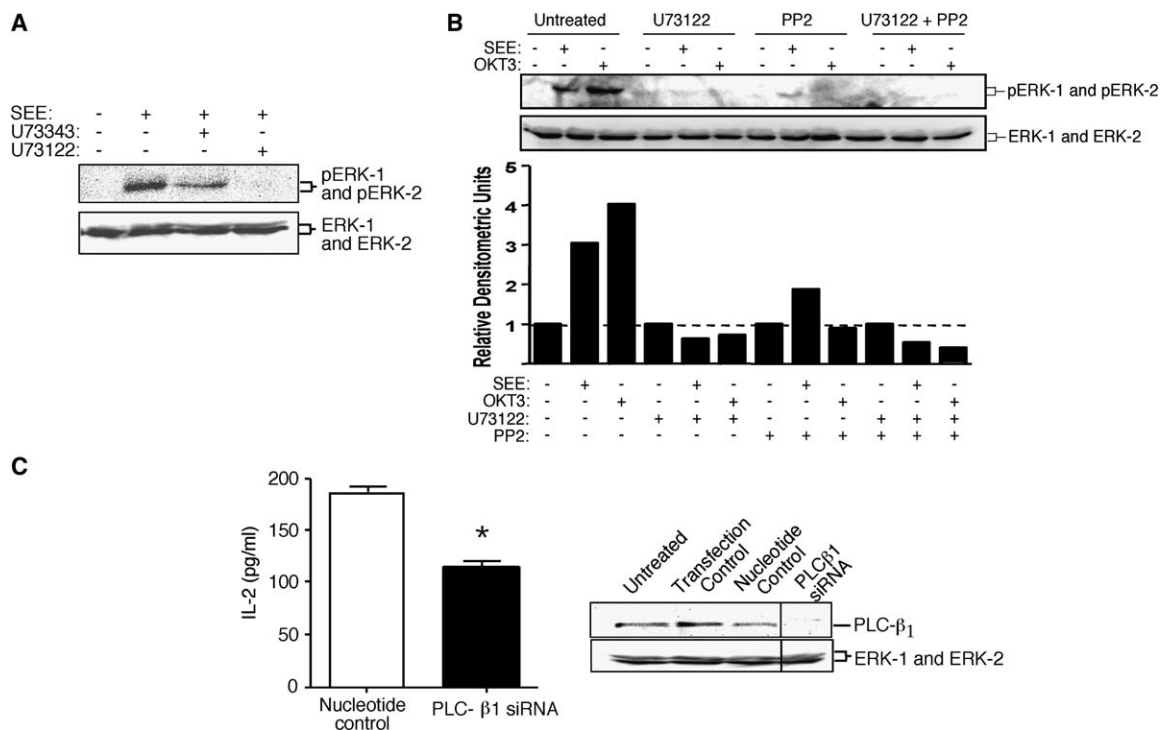 A
SEE: - + + +
U73343: - - + -
U73122: - - - +
pERK-1
and pERK-2
ERK-1
and ERK-2
B
Untreated U73122 PP2 U73122 + PP2
SEE: - + - - + - - + - - + -
OKT3: - - + - - + - - + - - +
pERK-1 and pERK-2
ERK-1 and ERK-2
Relative Densitometric Units
5
4
3
2
1
SEE: - + - - + - - + - - + -
OKT3: - - + - - + - - + - - +
U73122: - - - + + + - - - + + +
PP2: - - - - - - + + + + + +
C
IL-2 (pg/ml)
200
150
100
50
0
*
Nucleotide
control
PLC- β1 siRNA
Untreated
Transfection
Control
Nucleotide
Control
PLCβ1
siRNA
PLC-β1
ERK-1 and ERK-2